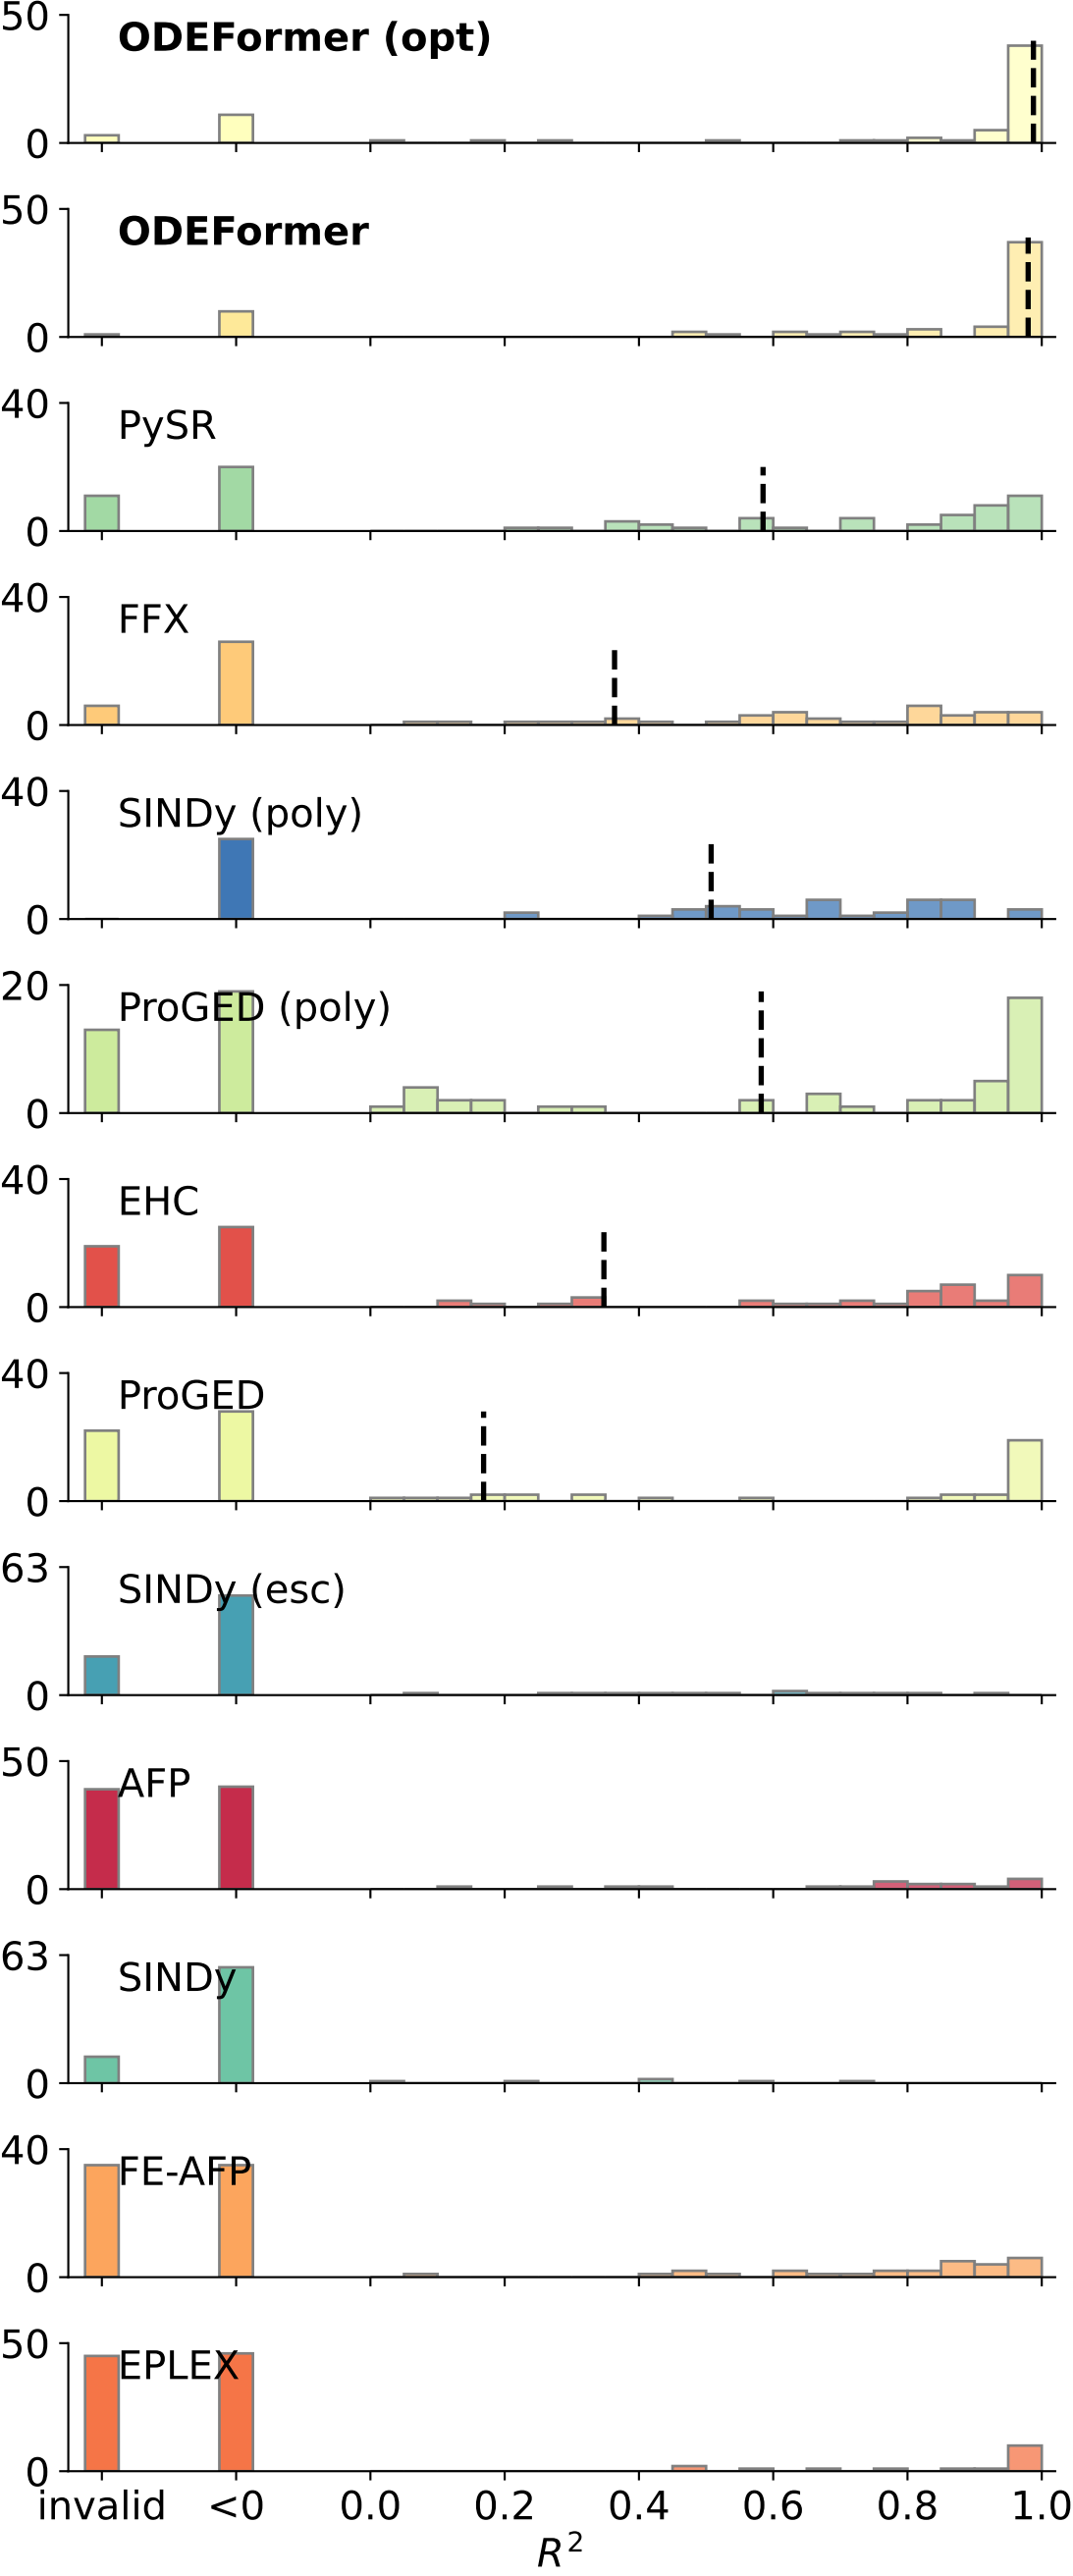 50
ODEFormer (opt)
0
50
ODEFormer
0
40
PySR
0
40
FFX
0
40
SINDy (poly)
0
20
ProGED (poly)
0
40
EHC
0
40
ProGED
0
63
SINDy (esc)
0
50
AFP
0
63
SINDy
0
40
FE-AFP
0
50
EPLEX
0
invalid <0 0.0 0.2 0.4 0.6 0.8 1.0
R²